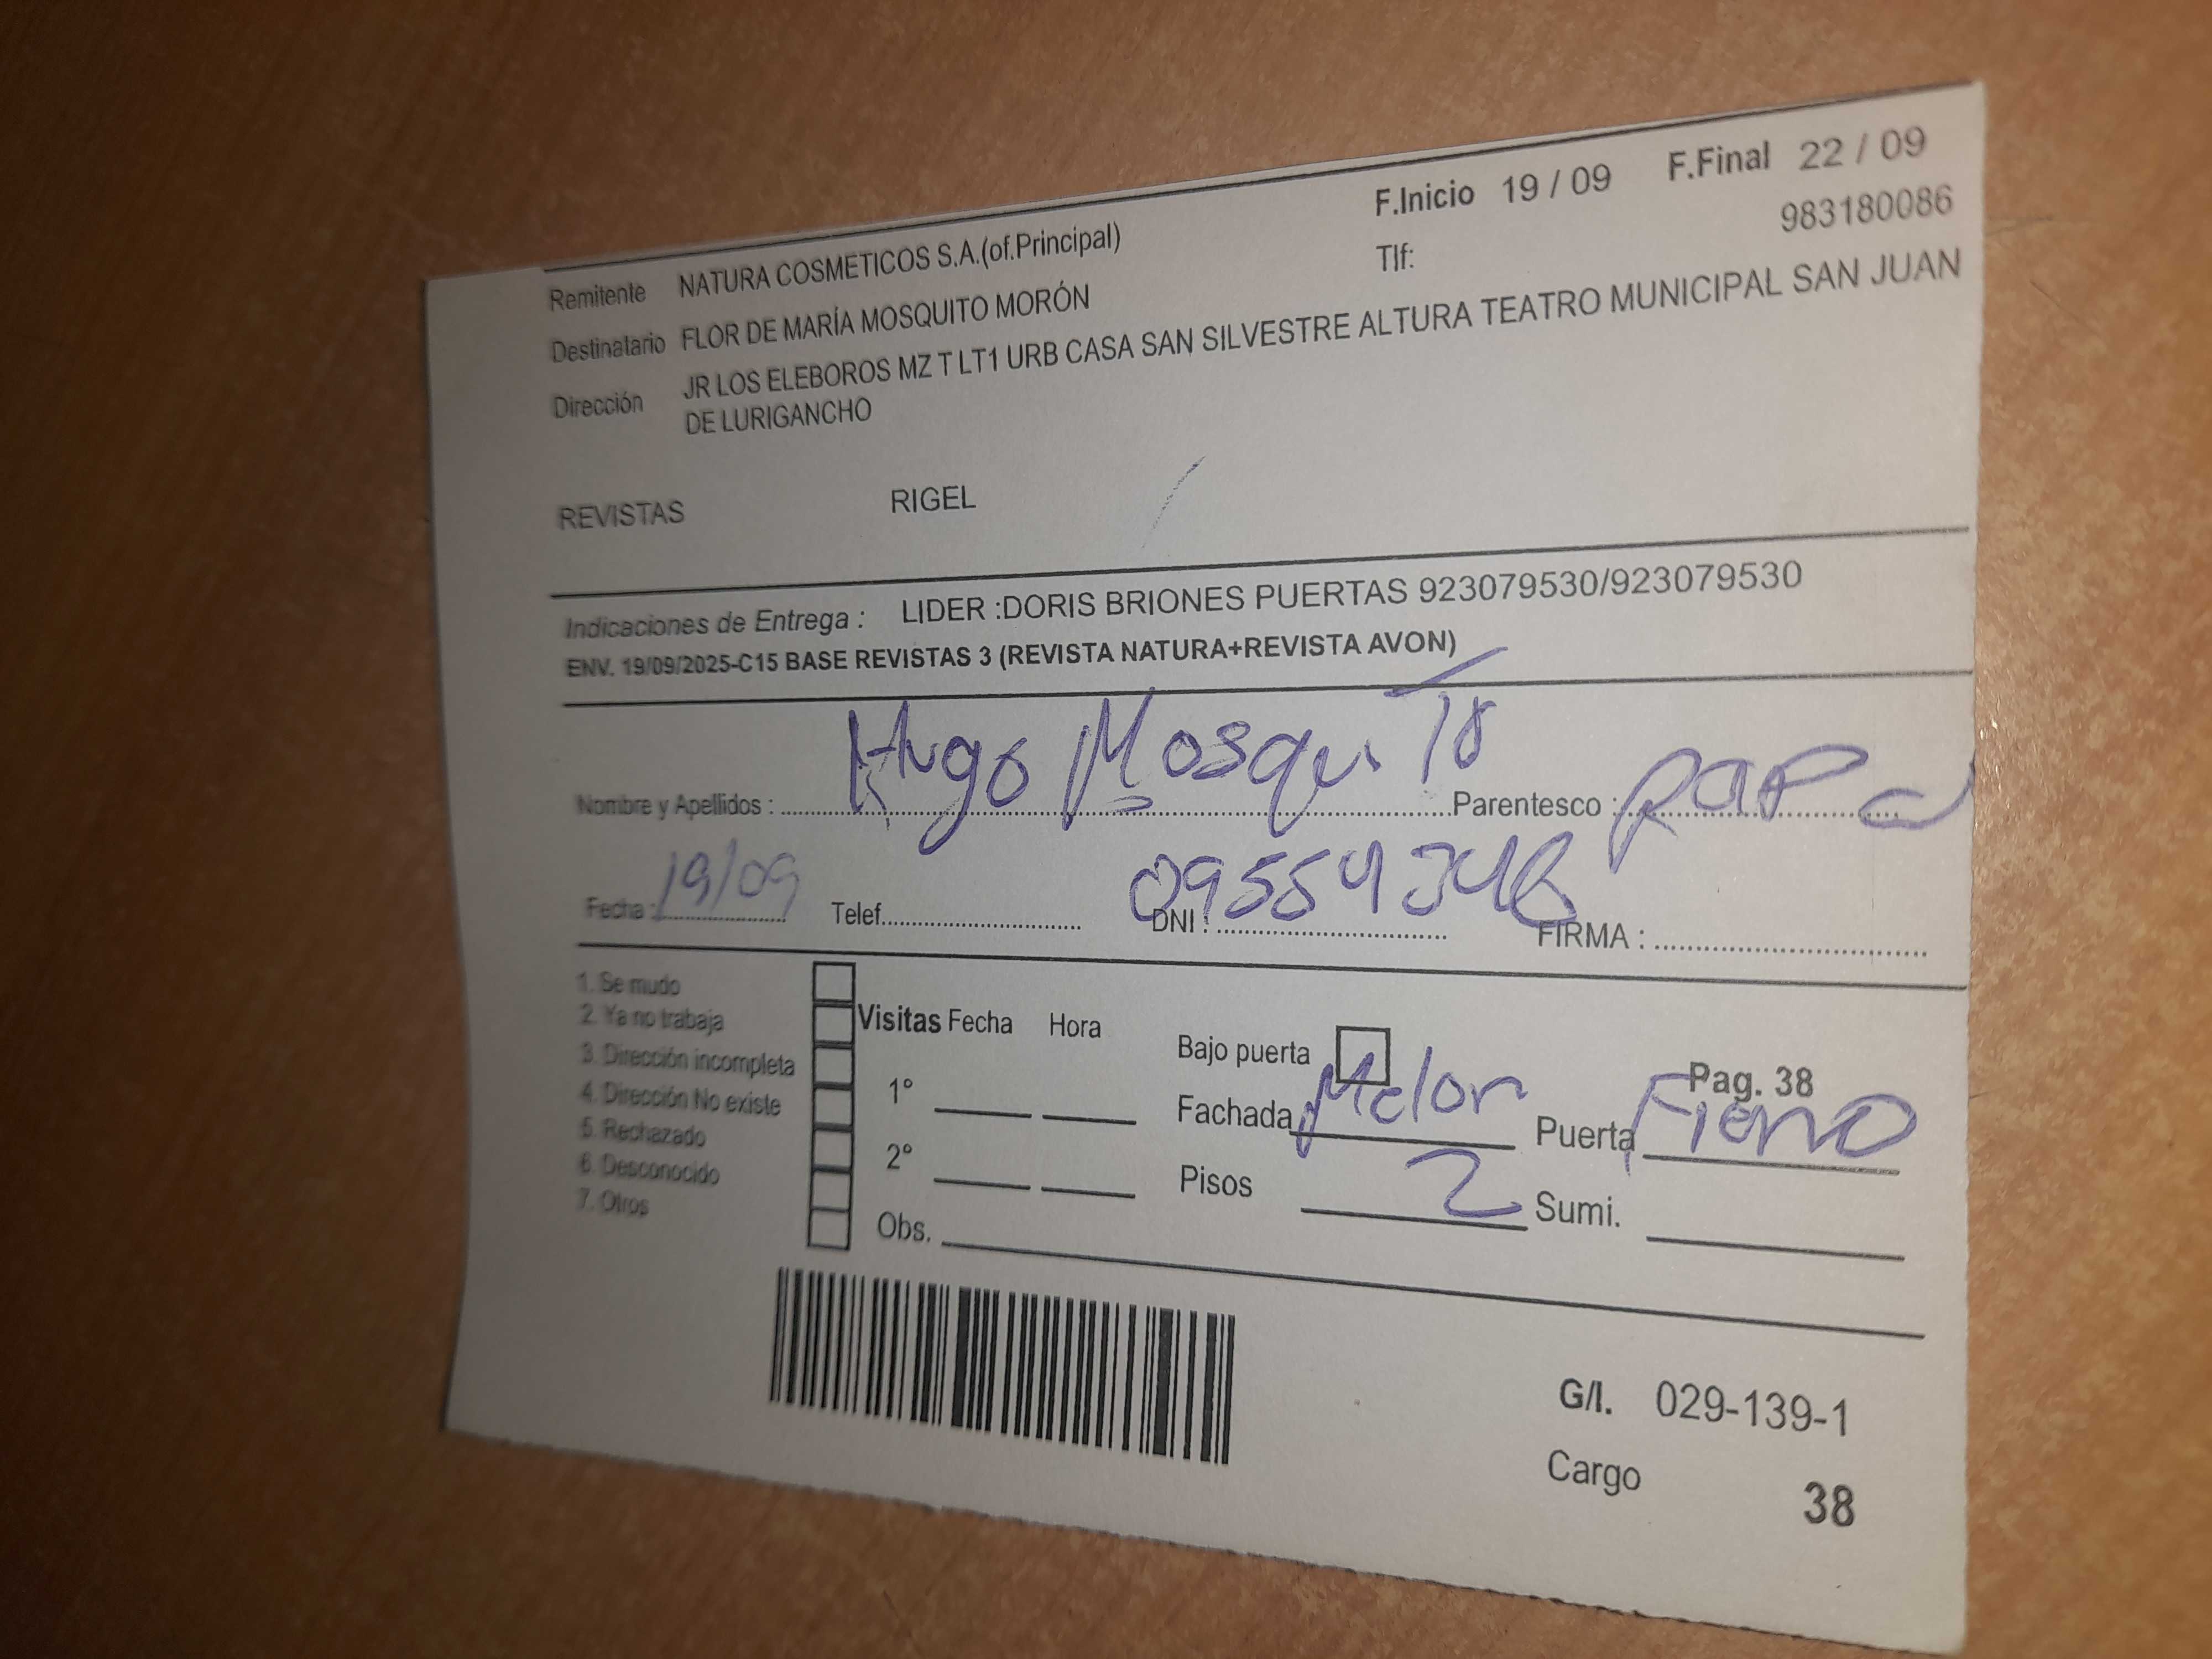 F.Inicio 19 / 09 F.Final 22 / 09
Remitente NATURA COSMETICOS S.A.(of.Principal) Tlf: 983180086
Destinatario FLOR DE MARÍA MOSQUITO MORÓN
Dirección JR LOS ELEBOROS MZ T LT1 URB CASA SAN SILVESTRE ALTURA TEATRO MUNICIPAL SAN JUAN
DE LURIGANCHO
REVISTAS RIGEL
Indicaciones de Entrega : LIDER :DORIS BRIONES PUERTAS 923079530/923079530
ENV. 19/09/2025-C15 BASE REVISTAS 3 (REVISTA NATURA+REVISTA AVON)
Nombre y Apellidos : Hugo Mosquito Parentesco : papa
Fecha : 19/09 Telef. DNI : FIRMA :
1. Se mudo
2. Ya no trabaja
3. Dirección incompleta
4. Dirección No existe
5. Rechazado
6. Desconocido
7. Otros
Visitas Fecha Hora
1°
2°
Obs.
Bajo puerta Pag. 38
Fachada Melon Puerta Fierro
Pisos 2 Sumi.
G/I. 029-139-1
Cargo 38